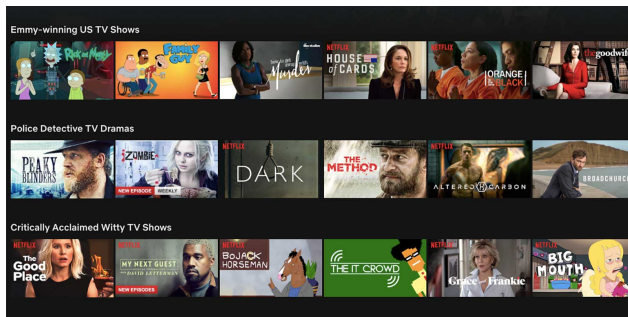 Emmy-winning US TV Shows
Rick and Morty
FAMILY GUY
how to get away with Murder
NETFLIX
HOUSE of CARDS
NETFLIX
ORANGE is the new BLACK
the goodwife
Police Detective TV Dramas
PEAKY BLINDERS
iZOMBIE
NEW EPISODE WEEKLY
NETFLIX
DARK
THE METHOD
NETFLIX
ALTERED CARBON
BROADCHURCH
Critically Acclaimed Witty TV Shows
NETFLIX
The Good Place
NETFLIX
MY NEXT GUEST
WITH DAVID LETTERMAN
NEW EPISODES
NETFLIX
BOJACK HORSEMAN
THE IT CROWD
NETFLIX
Grace and Frankie
NETFLIX
BIG MOUTH